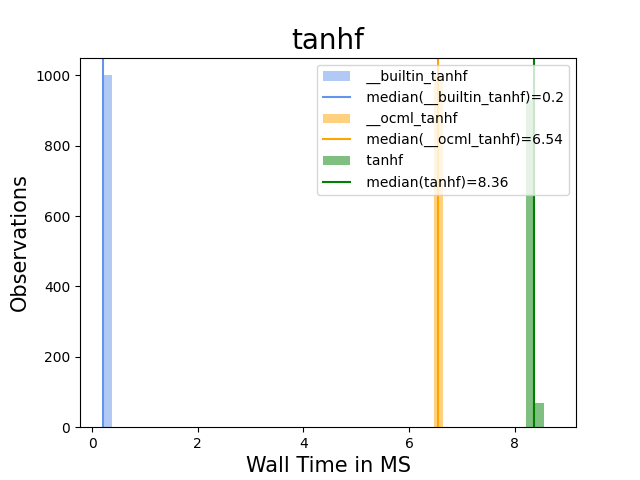 tanhf
1000
800
600
400
200
0
Observations
__builtin_tanhf
median(__builtin_tanhf)=0.2
__ocml_tanhf
median(__ocml_tanhf)=6.54
tanhf
median(tanhf)=8.36
0 2 4 6 8
Wall Time in MS